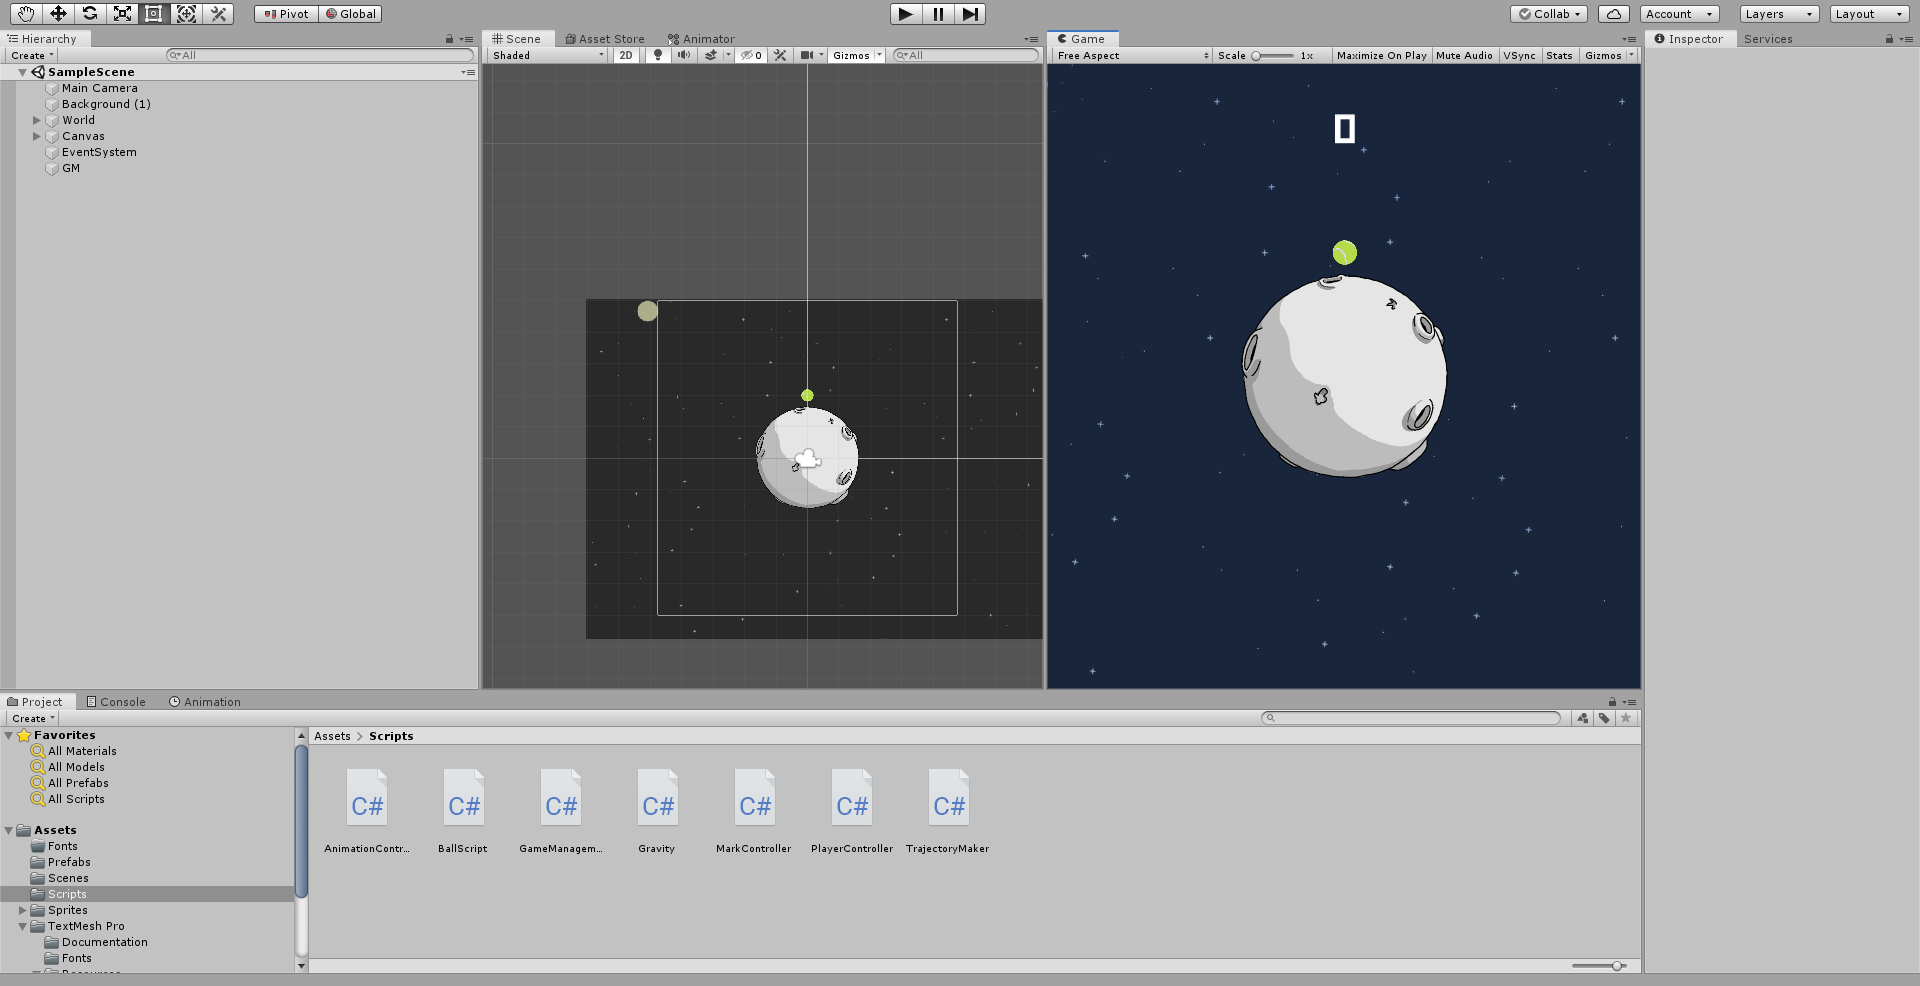 Pivot Global Collab Account Layers Layout
Hierarchy
Create All
SampleScene
Main Camera
Background (1)
World
Canvas
EventSystem
GM
Scene Asset Store Animator
Shaded 2D 0 Gizmos All
Game
Free Aspect Scale 1x Maximize On Play Mute Audio VSync Stats Gizmos
0
Inspector Services
Project Console Animation
Create
Favorites
All Materials
All Models
All Prefabs
All Scripts
Assets
Fonts
Prefabs
Scenes
Scripts
Sprites
TextMesh Pro
Documentation
Fonts
Assets > Scripts
C# C# C# C# C# C# C#
AnimationContr... BallScript GameManagem... Gravity MarkController PlayerController TrajectoryMaker